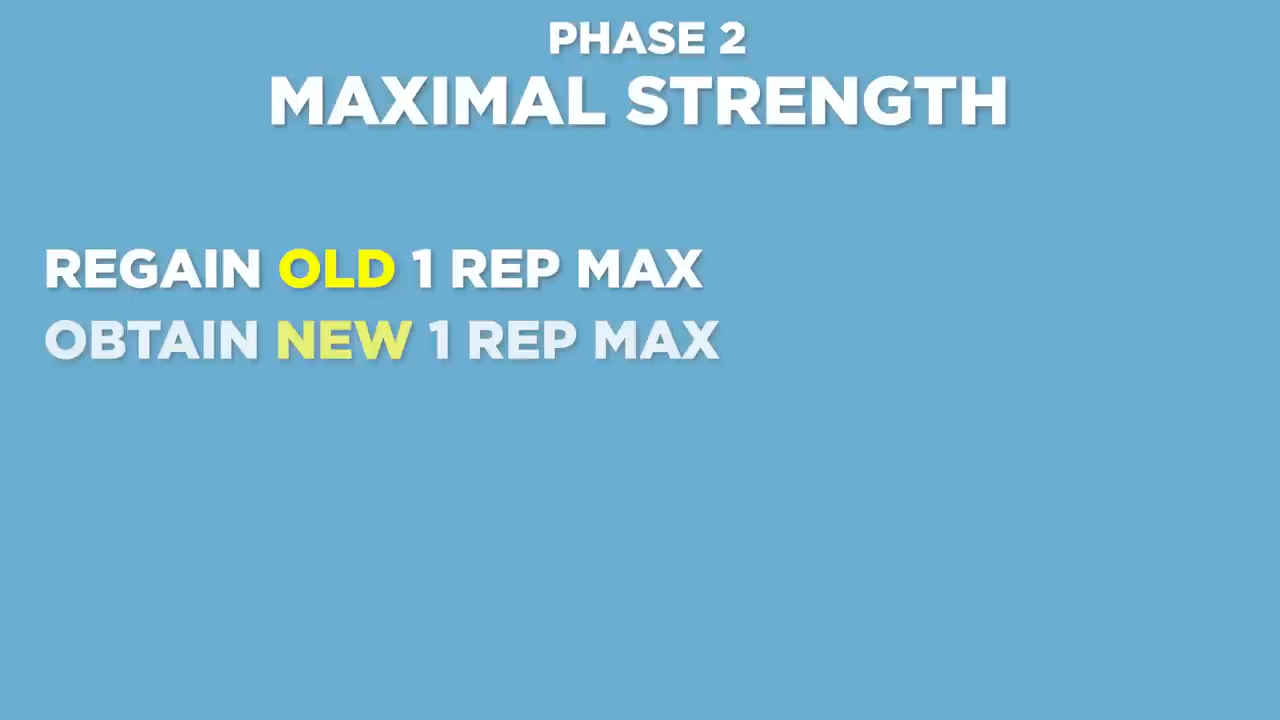 PHASE 2
MAXIMAL STRENGTH
REGAIN OLD 1 REP MAX
OBTAIN NEW 1 REP MAX